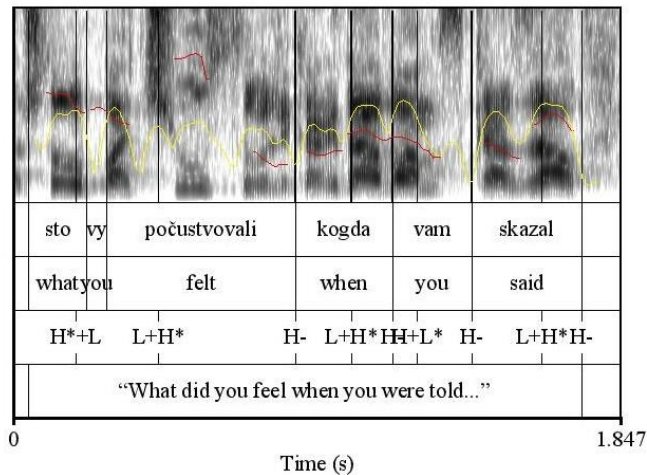 sto vy počustvovali kogda vam skazal
what you felt when you said
H*+L L+H* H- L+H* H- H+L* H- L+H* H-
“What did you feel when you were told...”
0 1.847
Time (s)